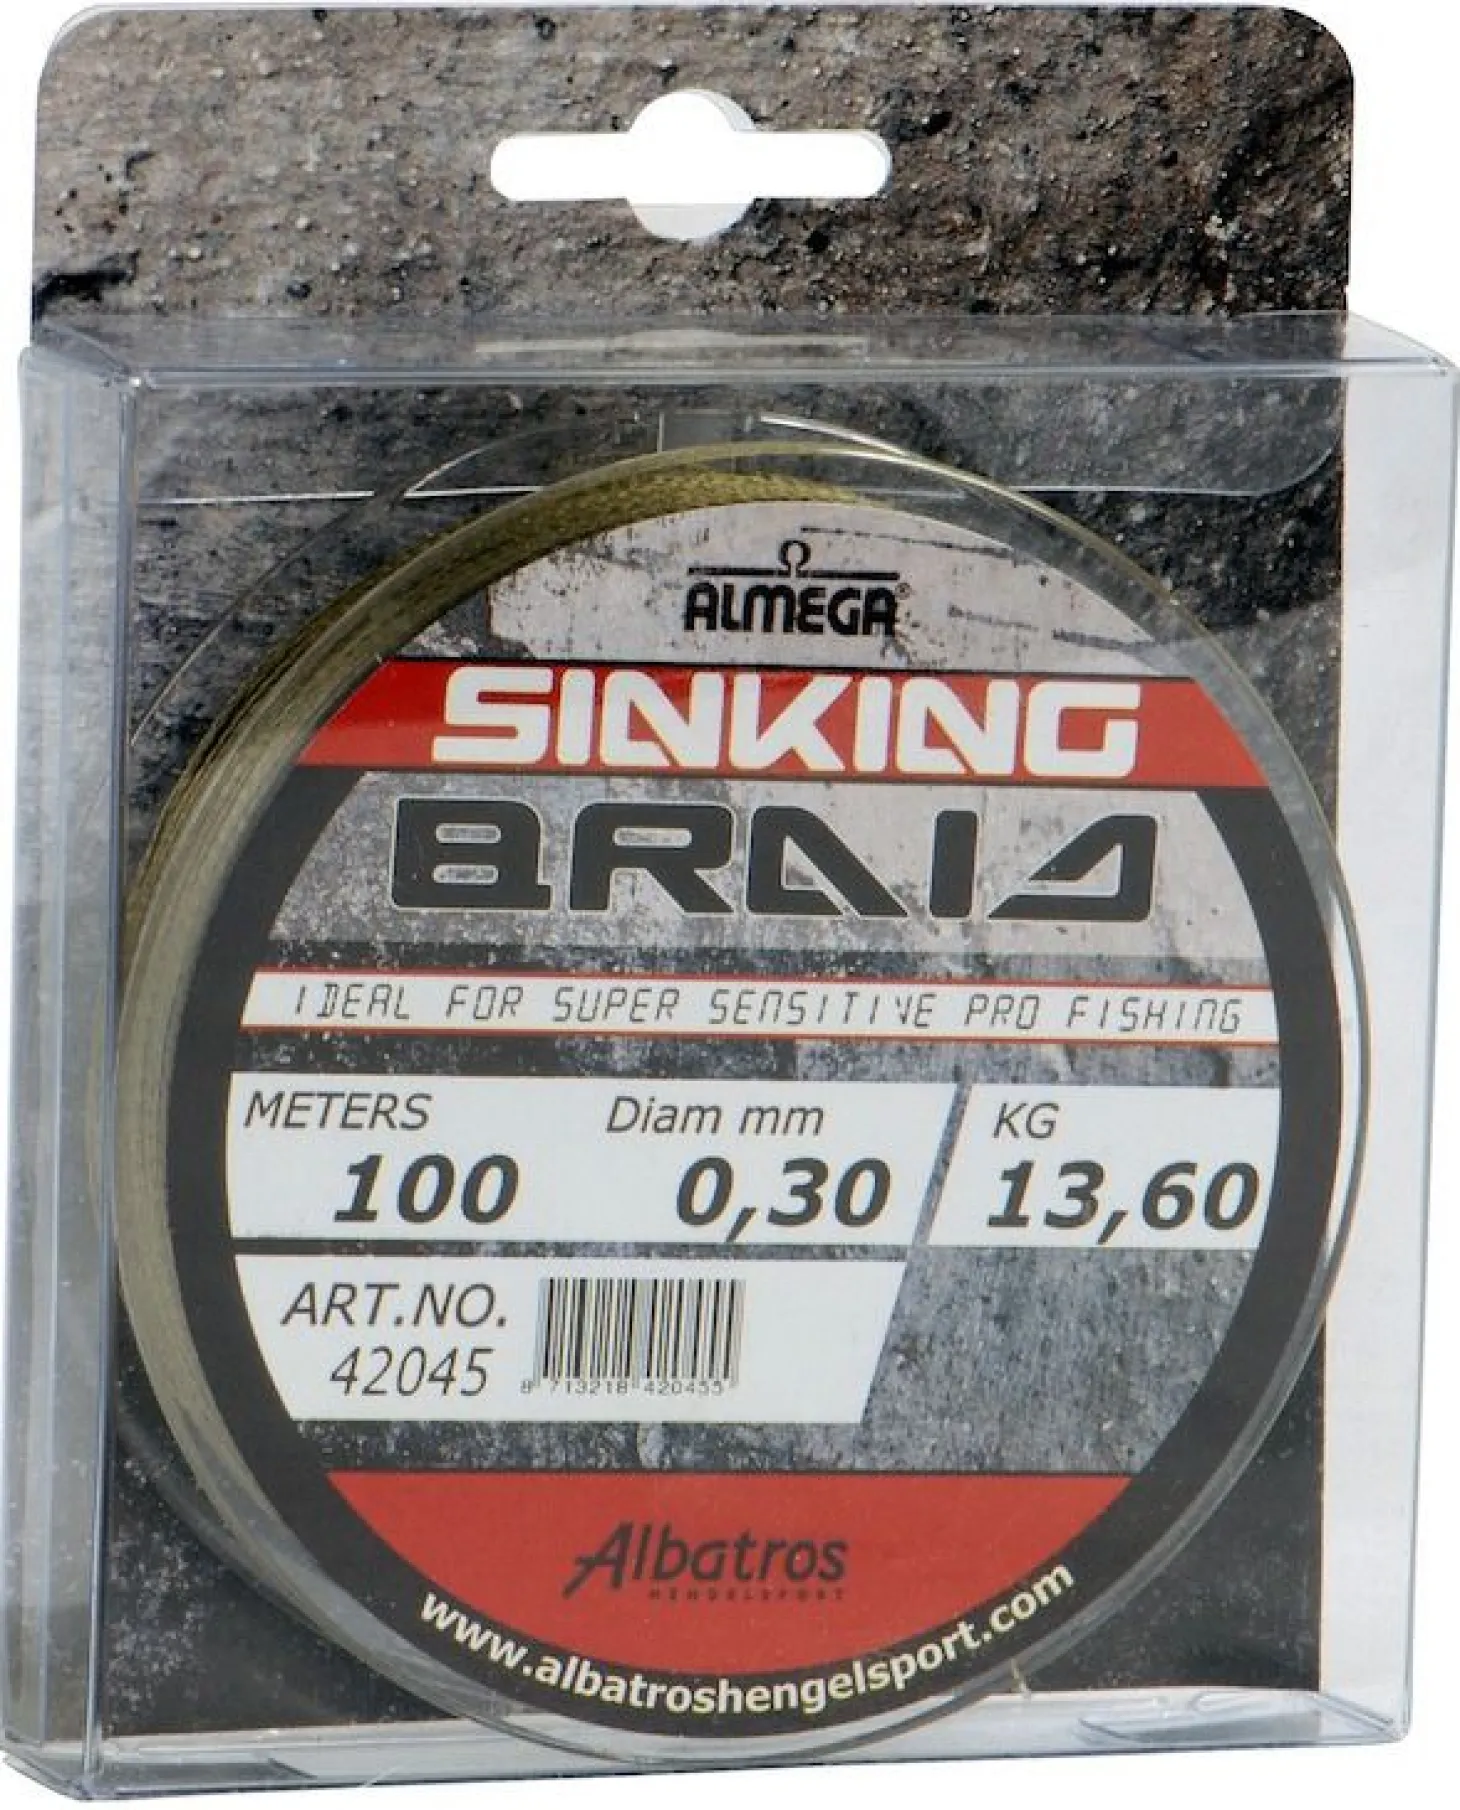 ALMEGA®
SINKING
BRAID
IDEAL FOR SUPER SENSITIVE PRO FISHING
METERS Diam mm KG
100 0,30 13,60
ART.NO.
42045
8 713218 420455
Albatros
HENGELSPORT
www.albatroshengelsport.com